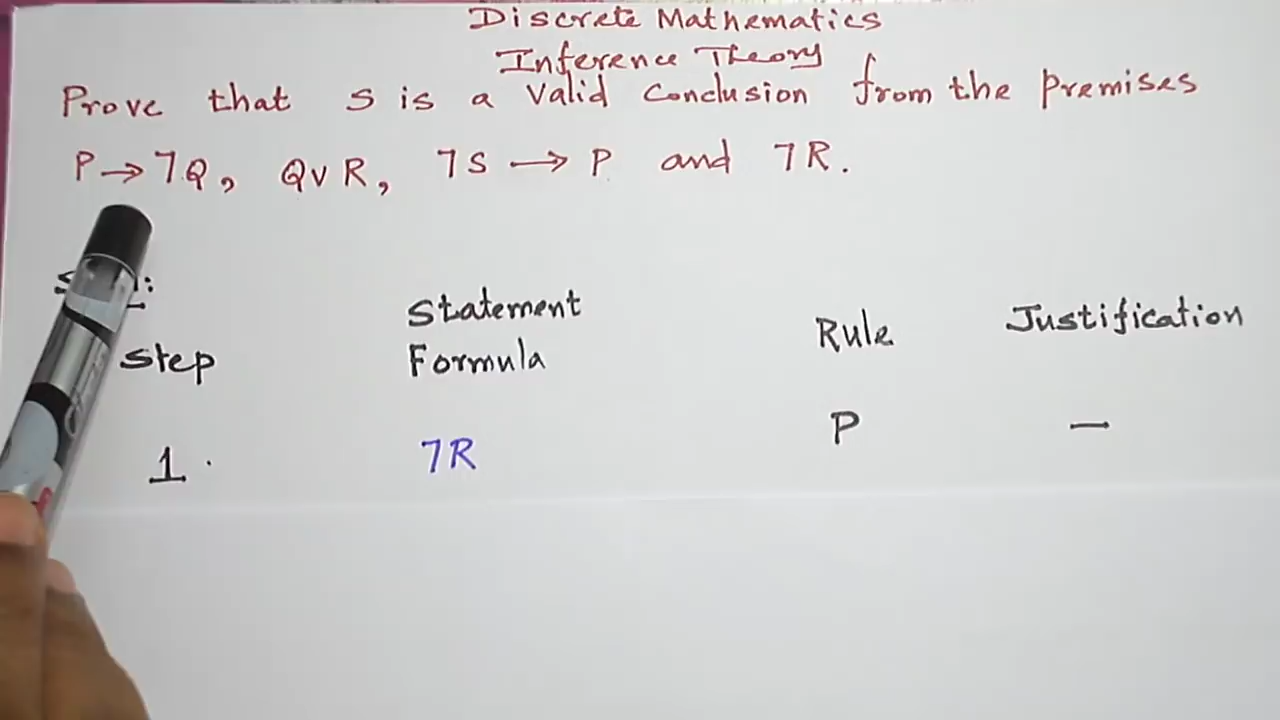 Discrete Mathematics
Inference Theory
Prove that S is a Valid Conclusion from the premises
P → 7Q, Q ∨ R, 7S → P and 7R.
Statement
Step Formula Rule Justification
1. 7R P —